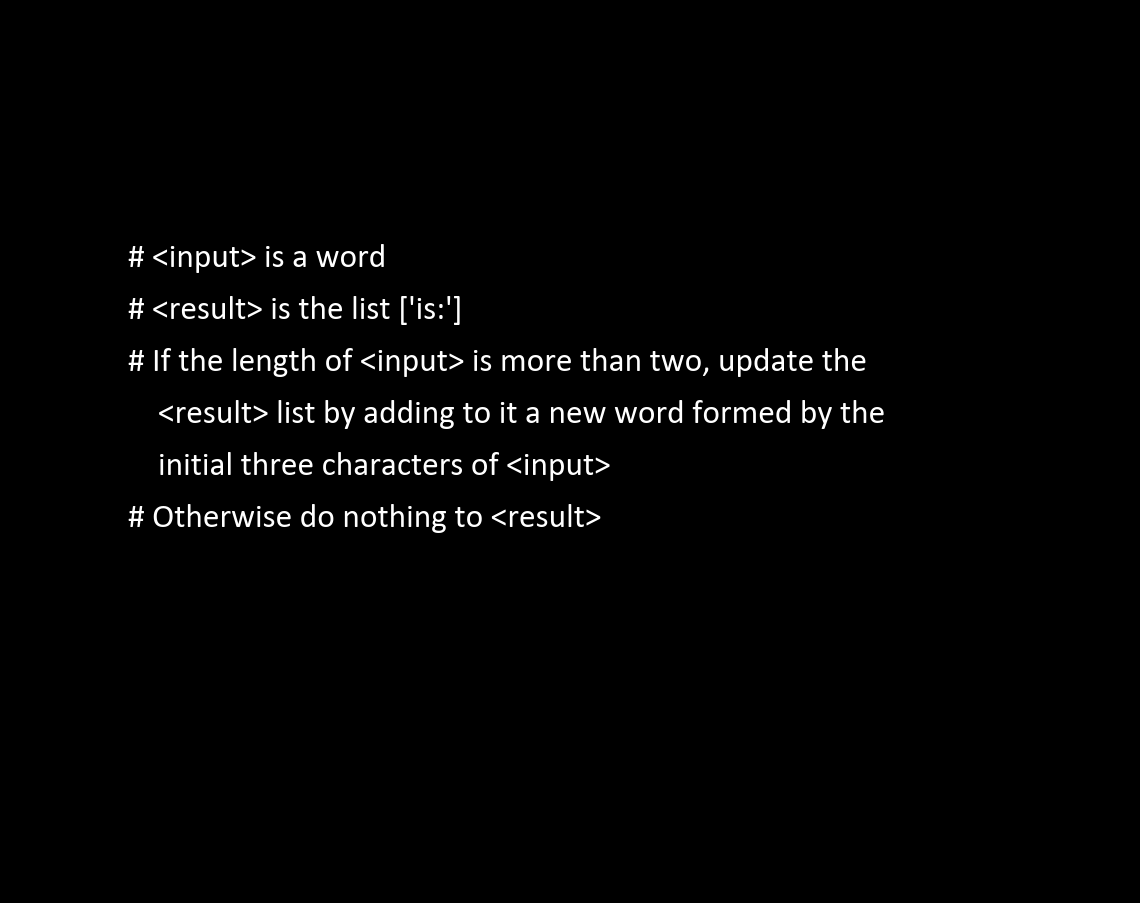 # <input> is a word
# <result> is the list ['is:']
# If the length of <input> is more than two, update the
<result> list by adding to it a new word formed by the
initial three characters of <input>
# Otherwise do nothing to <result>